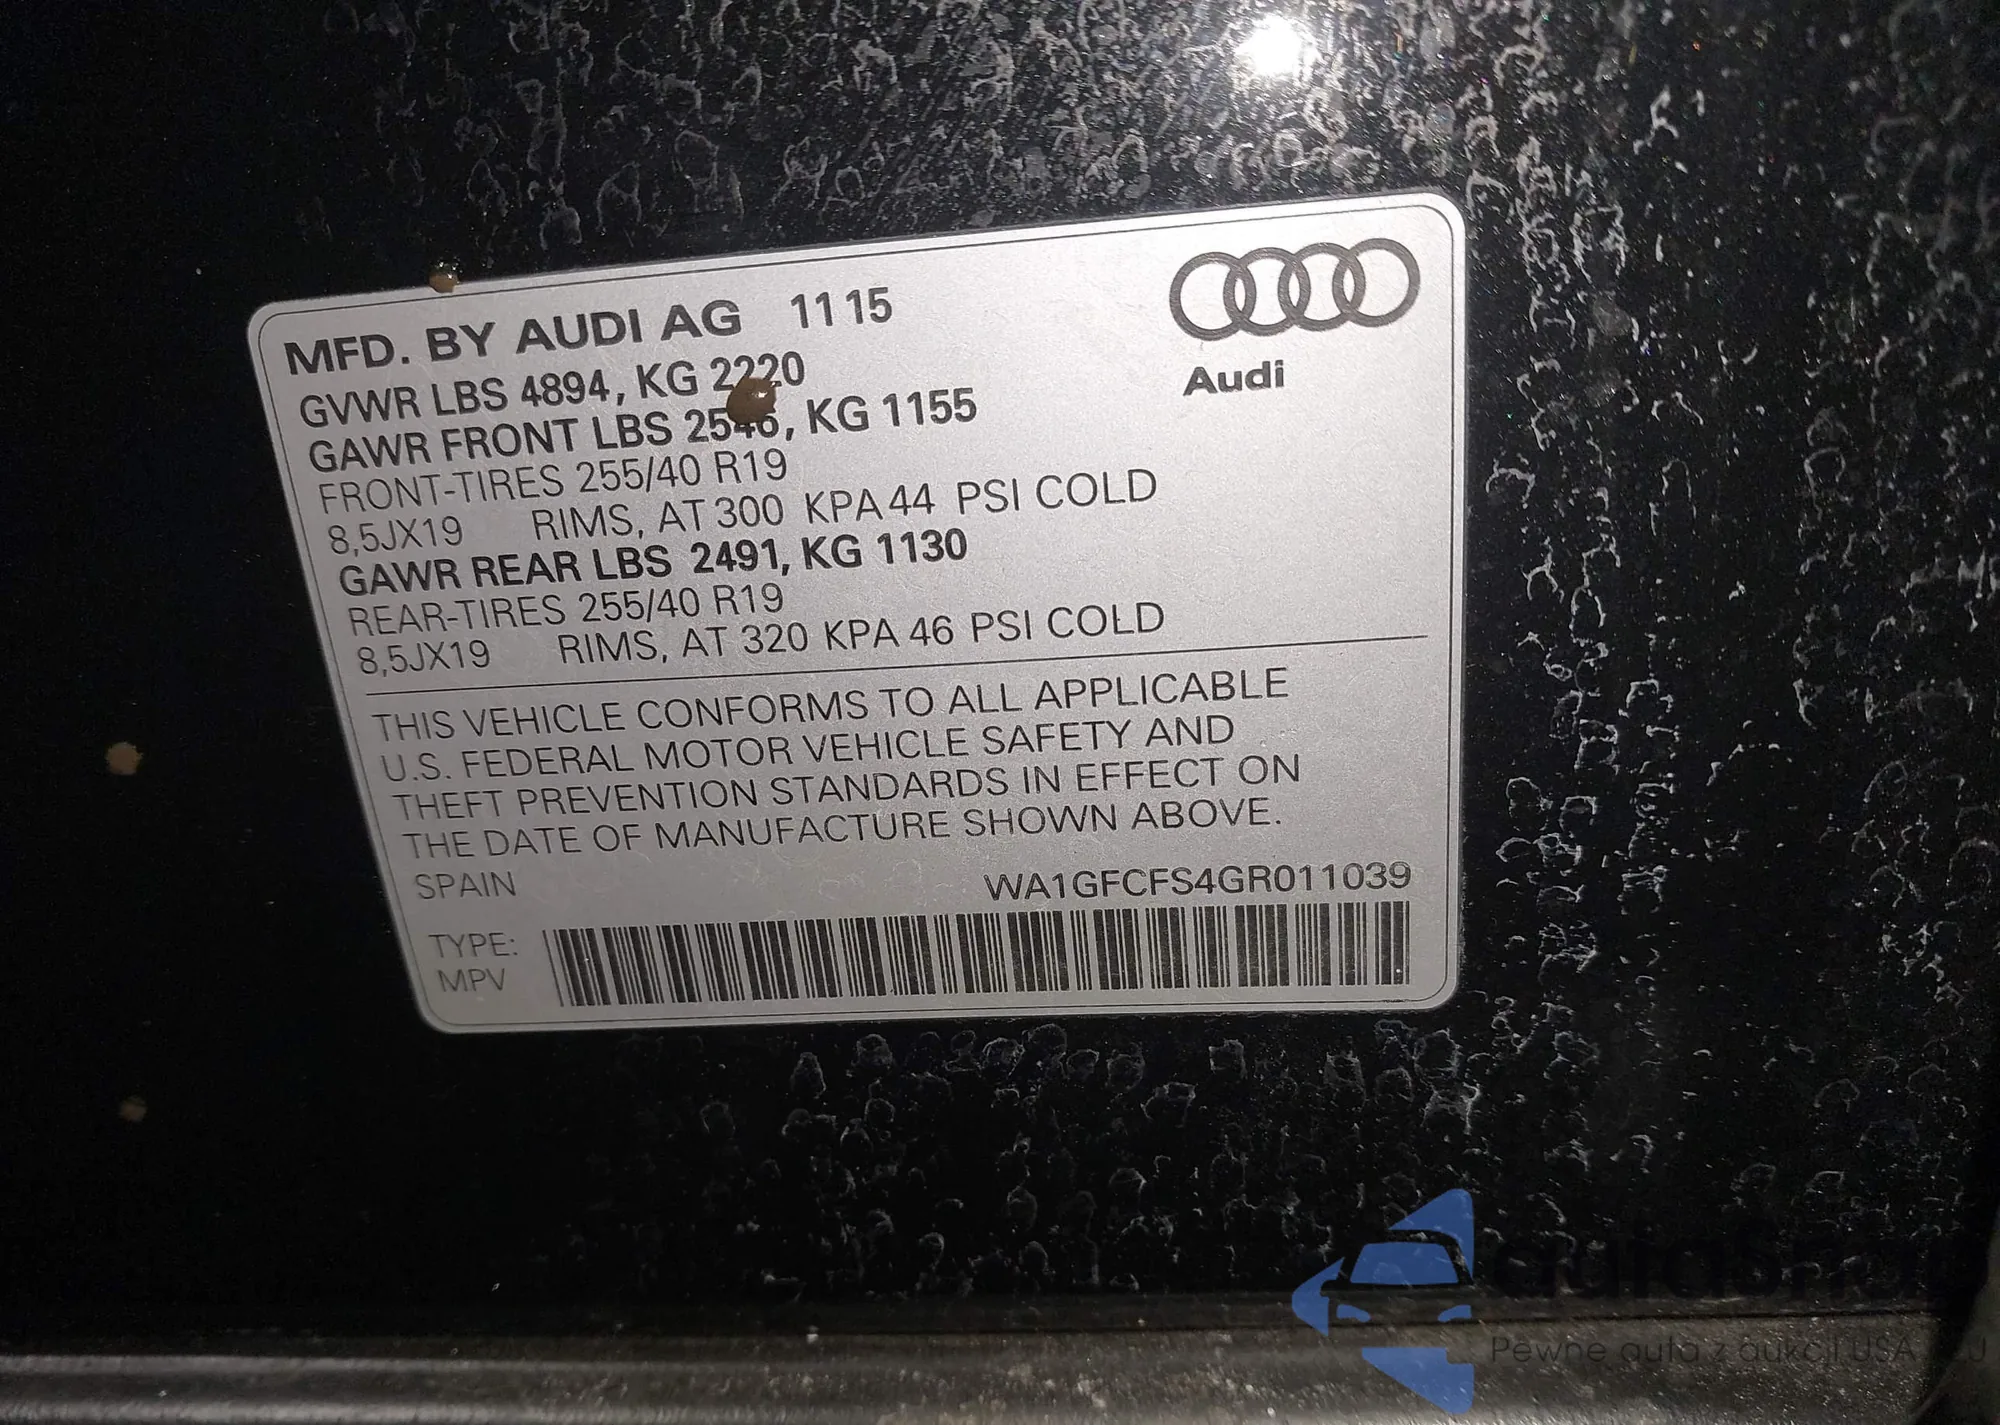 MFD. BY AUDI AG 11 15
GVWR LBS 4894, KG 2220
GAWR FRONT LBS 2546, KG 1155
FRONT-TIRES 255/40 R19
8,5JX19 RIMS, AT 300 KPA 44 PSI COLD
GAWR REAR LBS 2491, KG 1130
REAR-TIRES 255/40 R19
8,5JX19 RIMS, AT 320 KPA 46 PSI COLD
Audi
THIS VEHICLE CONFORMS TO ALL APPLICABLE
U.S. FEDERAL MOTOR VEHICLE SAFETY AND
THEFT PREVENTION STANDARDS IN EFFECT ON
THE DATE OF MANUFACTURE SHOWN ABOVE.
SPAIN WA1GFCFS4GR011039
TYPE:
MPV
Pewne auta z aukcji USA